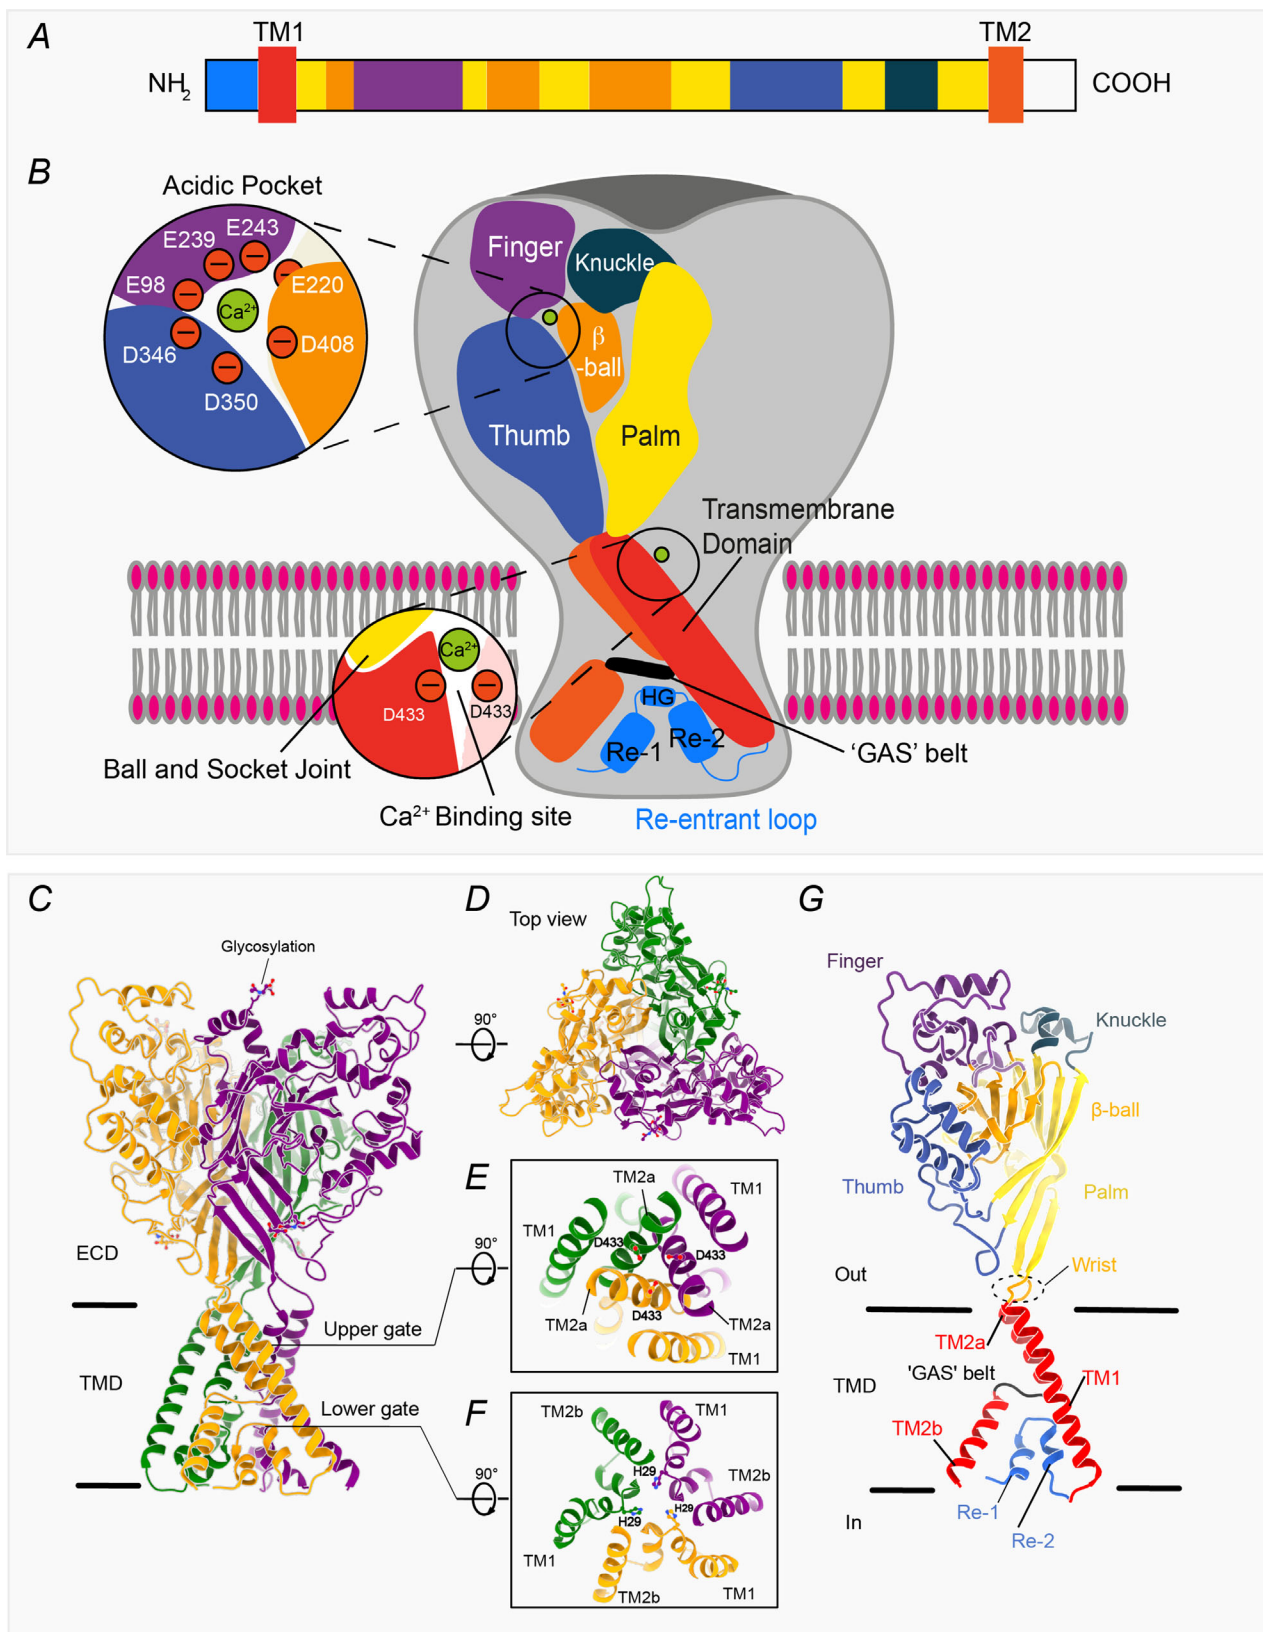 A
TM1
TM2
NH2
COOH
B
Acidic Pocket
E243
E239
E98
E220
Ca²⁺
D346
D408
D350
Finger
Knuckle
β
-ball
Thumb
Palm
Transmembrane
Domain
Ca²⁺
D433
D433
HG
Re-1
Re-2
Ball and Socket Joint
'GAS' belt
Ca²⁺ Binding site
Re-entrant loop
C
Glycosylation
ECD
Upper gate
TMD
Lower gate
D
Top view
90°
E
TM2a
TM1
TM1
D433
D433
90°
D433
TM2a
TM2a
TM1
F
TM2b
TM1
H29
TM2b
90°
H29
H29
TM1
TM2b
TM1
G
Finger
Knuckle
β-ball
Thumb
Palm
Out
Wrist
TM2a
'GAS' belt
TMD
TM1
TM2b
Re-1
In
Re-2